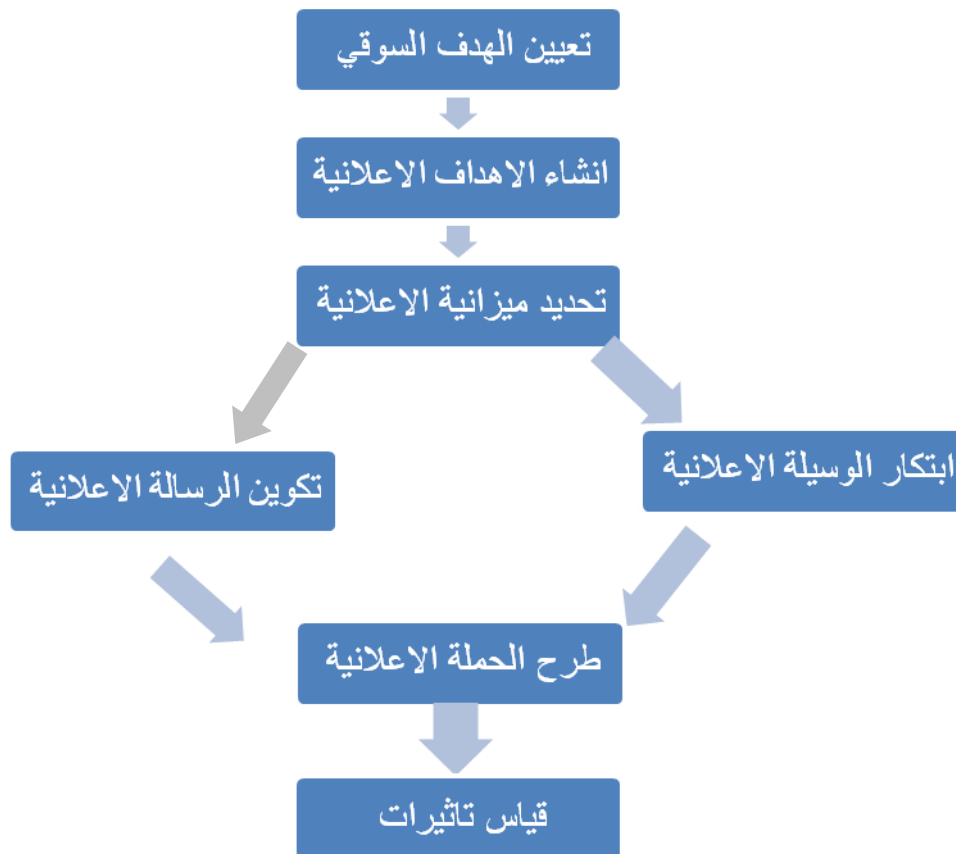 تعيين الهدف السوقي
انشاء الاهداف الاعلانية
تحديد ميزانية الاعلانية
ابتكار الوسيلة الاعلانية
تكوين الرسالة الاعلانية
طرح الحملة الاعلانية
قياس تاثيرات